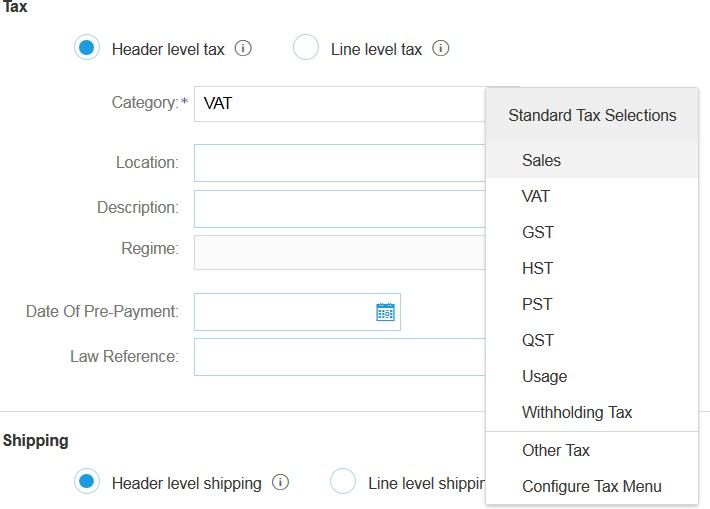 Tax
Header level tax Line level tax
Category:* VAT
Location:
Description:
Regime:
Date Of Pre-Payment:
Law Reference:
Standard Tax Selections
Sales
VAT
GST
HST
PST
QST
Usage
Withholding Tax
Other Tax
Configure Tax Menu
Shipping
Header level shipping Line level